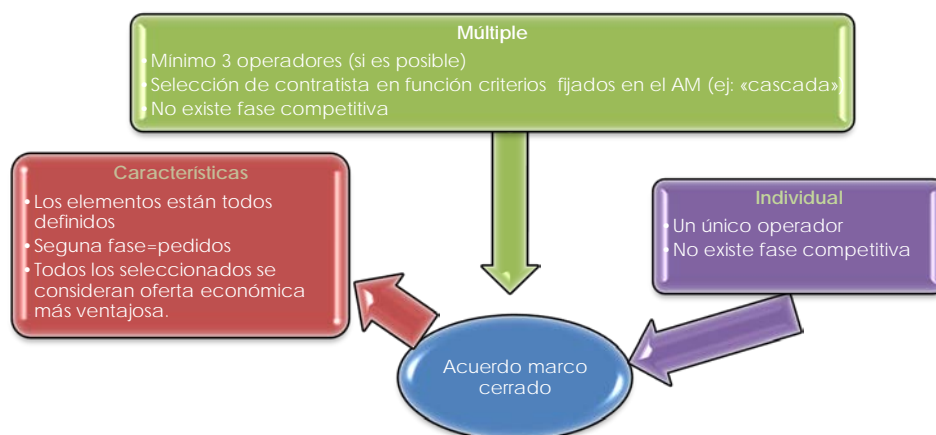 Múltiple
• Mínimo 3 operadores (si es posible)
• Selección de contratista en función criterios fijados en el AM (ej: «cascada»)
• No existe fase competitiva
Características
• Los elementos están todos
definidos
• Seguna fase=pedidos
• Todos los seleccionados se
consideran oferta económica
más ventajosa.
Individual
• Un único operador
• No existe fase competitiva
Acuerdo marco
cerrado